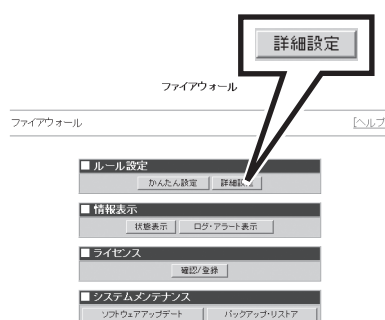 詳細設定
ファイアウォール
ファイアウォール [ヘルプ
■ ルール設定
かんたん設定 詳細設定
■ 情報表示
状態表示 ログ・アラート表示
■ ライセンス
確認/登録
■ システムメンテナンス
ソフトウェアアップデート バックアップ・リストア